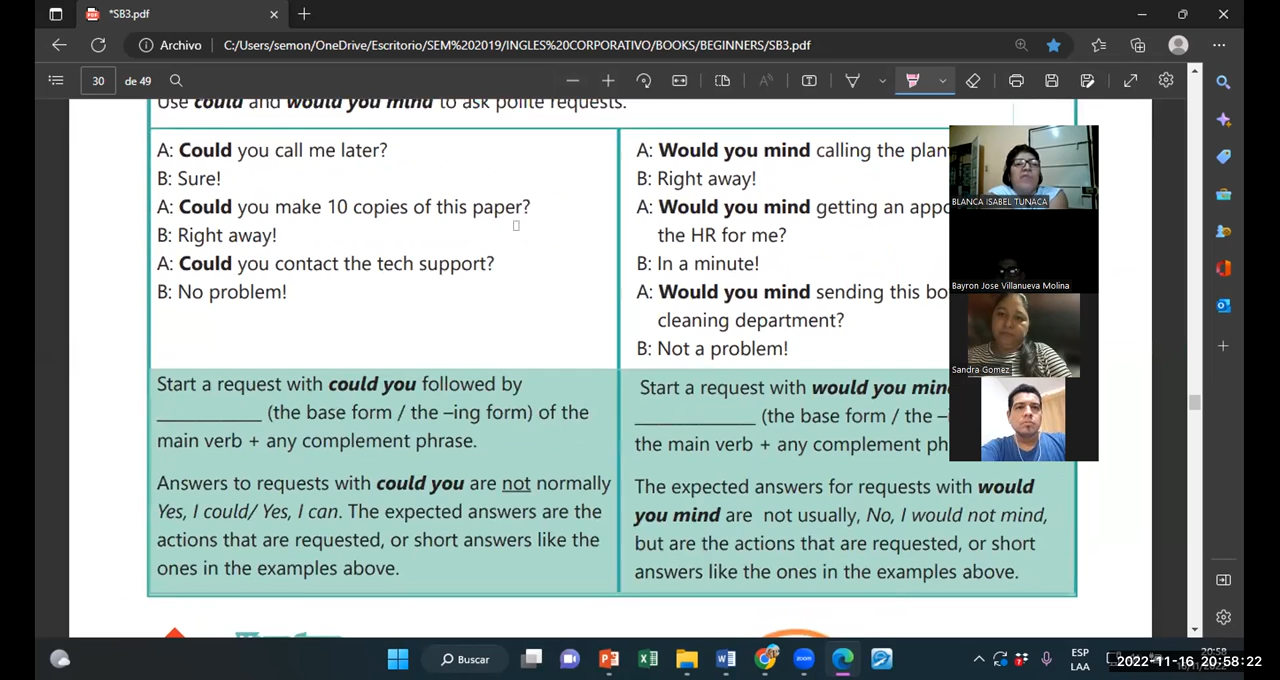 *SB3.pdf
Archivo
C:/Users/semon/OneDrive/Escritorio/SEM%202019/INGLES%20CORPORATIVO/BOOKS/BEGINNERS/SB3.pdf
30
de 49
Use could and would you mind to ask polite requests.
A: Could you call me later?
B: Sure!
A: Could you make 10 copies of this paper?
B: Right away!
A: Could you contact the tech support?
B: No problem!
A: Would you mind calling the plant
B: Right away!
A: Would you mind getting an appo
the HR for me?
B: In a minute!
A: Would you mind sending this bo
cleaning department?
B: Not a problem!
Start a request with could you followed by
__________ (the base form / the –ing form) of the
main verb + any complement phrase.
Answers to requests with could you are not normally
Yes, I could/ Yes, I can. The expected answers are the
actions that are requested, or short answers like the
ones in the examples above.
Start a request with would you min
___________ (the base form / the –i
the main verb + any complement ph
The expected answers for requests with would
you mind are not usually, No, I would not mind,
but are the actions that are requested, or short
answers like the ones in the examples above.
BLANCA ISABEL TUNACA
Bayron Jose Villanueva Molina
Sandra Gomez
Buscar
zoom
ESP
LAA
20:58
2022-11-16 20:58:22